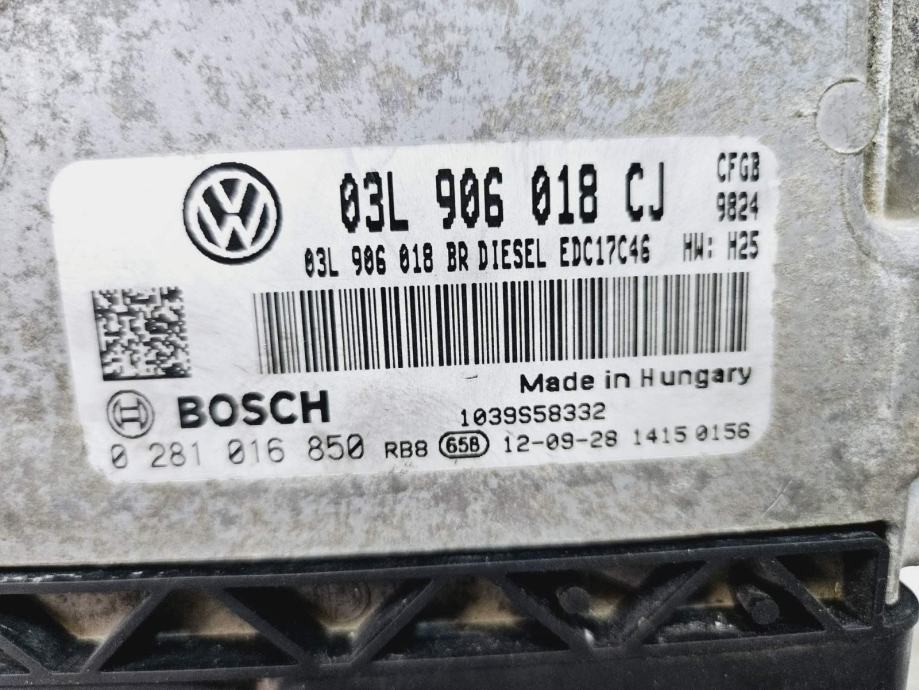 03L 906 018 CJ CFGB
9824
03L 906 018 BR DIESEL EDC17C46 HW: H25
Made in Hungary
BOSCH 1039S58332
0 281 016 850 RB8 65B 12-09-28 1415 0156